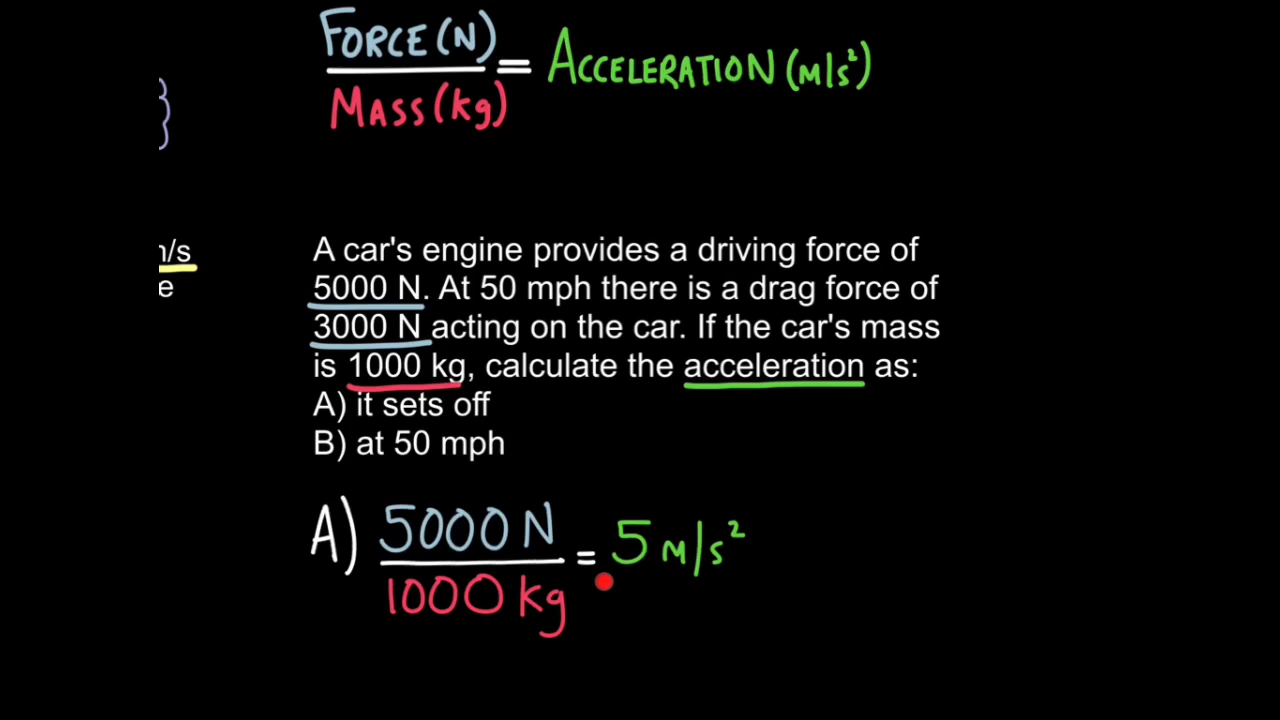 FORCE (N)
= ACCELERATION (m/s²)
MASS (kg)
/s
e
A car's engine provides a driving force of
5000 N. At 50 mph there is a drag force of
3000 N acting on the car. If the car's mass
is 1000 kg, calculate the acceleration as:
A) it sets off
B) at 50 mph
A) 5000 N
= 5 m/s²
1000 kg